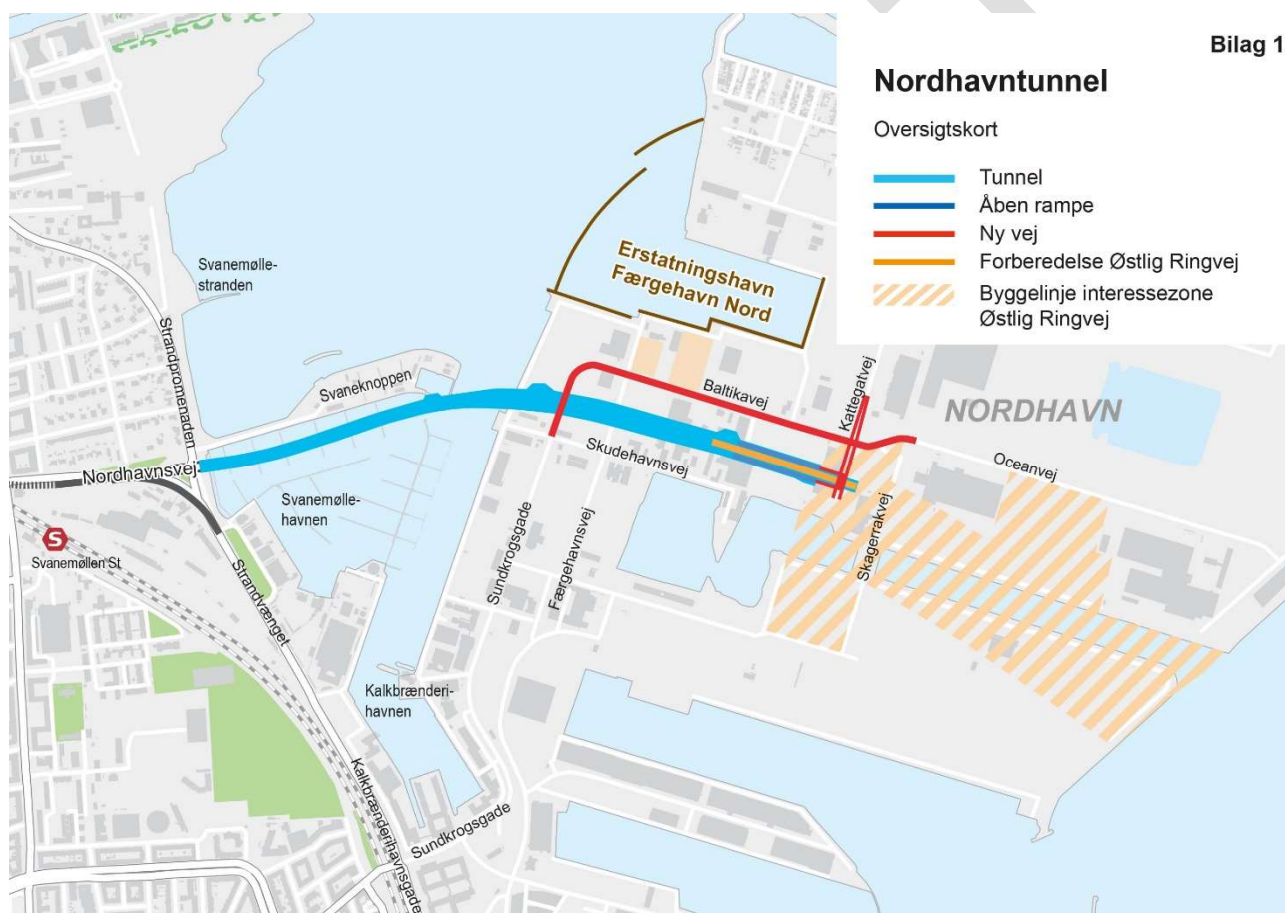 Bilag 1
Nordhavntunnel
Oversigtskort
Tunnel
Åben rampe
Ny vej
Forberedelse Østlig Ringvej
Byggelinje interessezone
Østlig Ringvej
Svanemølle-
stranden
Strandpromenaden
Svaneknoppen
Erstatningshavn
Færgehavn Nord
Baltikavej
Kattegatvej
NORDHAVN
Oceanvej
Nordhavnsvej
Skudehavnsvej
Svanemølle-
havnen
S
Svanemøllen St
Strandvænget
Sundkrogsgade
Færgehavnsvej
Skagerrakvej
Kalkbrænderi-
havnen
Kalkbrænderihavnsgade
Sundkrogsgade